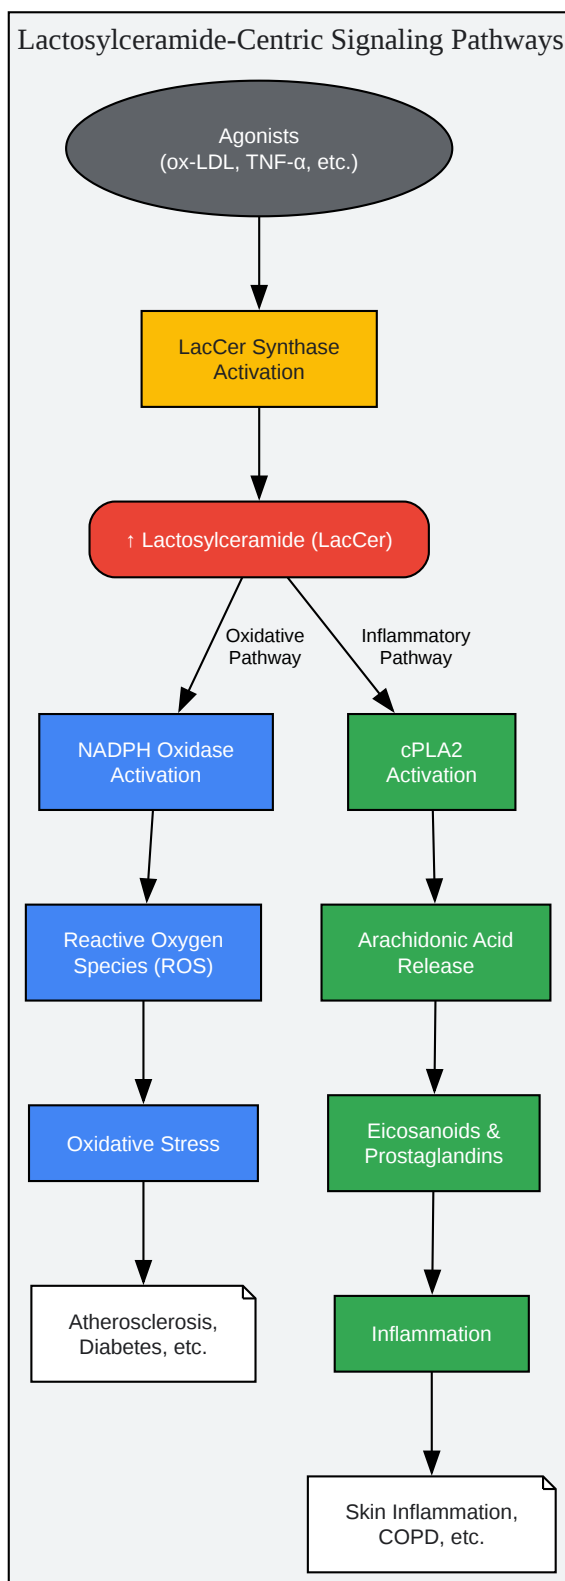 Lactosylceramide-Centric Signaling Pathways
Agonists
(ox-LDL, TNF-α, etc.)
LacCer Synthase
Activation
↑ Lactosylceramide (LacCer)
Oxidative
Pathway
Inflammatory
Pathway
NADPH Oxidase
Activation
cPLA2
Activation
Reactive Oxygen
Species (ROS)
Arachidonic Acid
Release
Oxidative Stress
Eicosanoids &
Prostaglandins
Atherosclerosis,
Diabetes, etc.
Inflammation
Skin Inflammation,
COPD, etc.